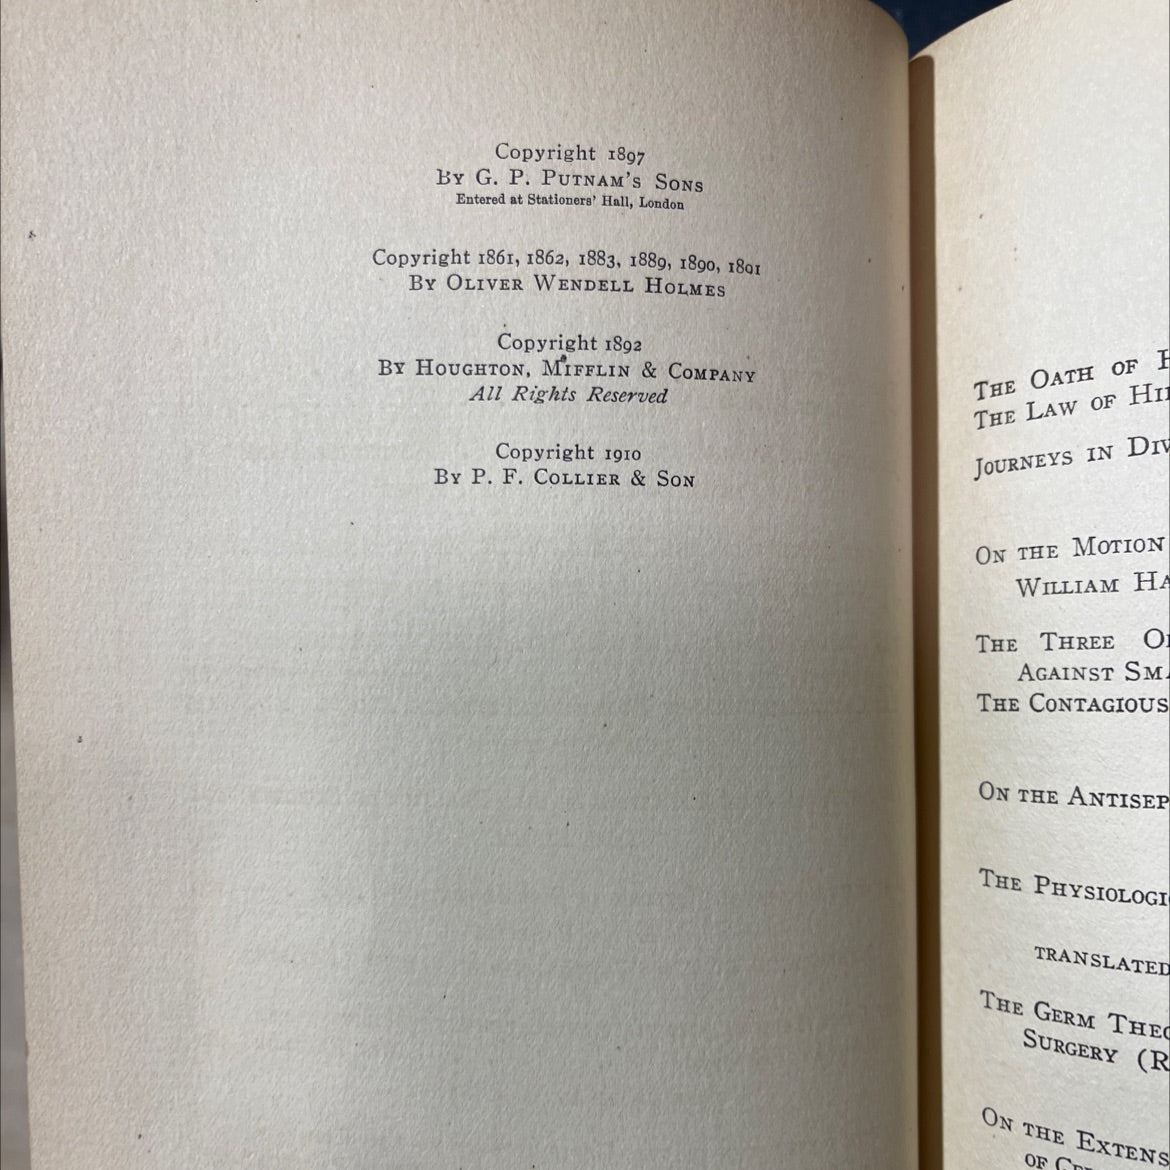 Copyright 1897
By G. P. Putnam's Sons
Entered at Stationers' Hall, London
Copyright 1861, 1862, 1883, 1889, 1890, 1891
By Oliver Wendell Holmes
Copyright 1892
By Houghton, Mifflin & Company
All Rights Reserved
Copyright 1910
By P. F. Collier & Son
The Oath of
The Law of
Journeys in
On the Motion
William
The Three
Against
The Contagious
On the
The
translated
The Germ
Surgery (R
On the
of